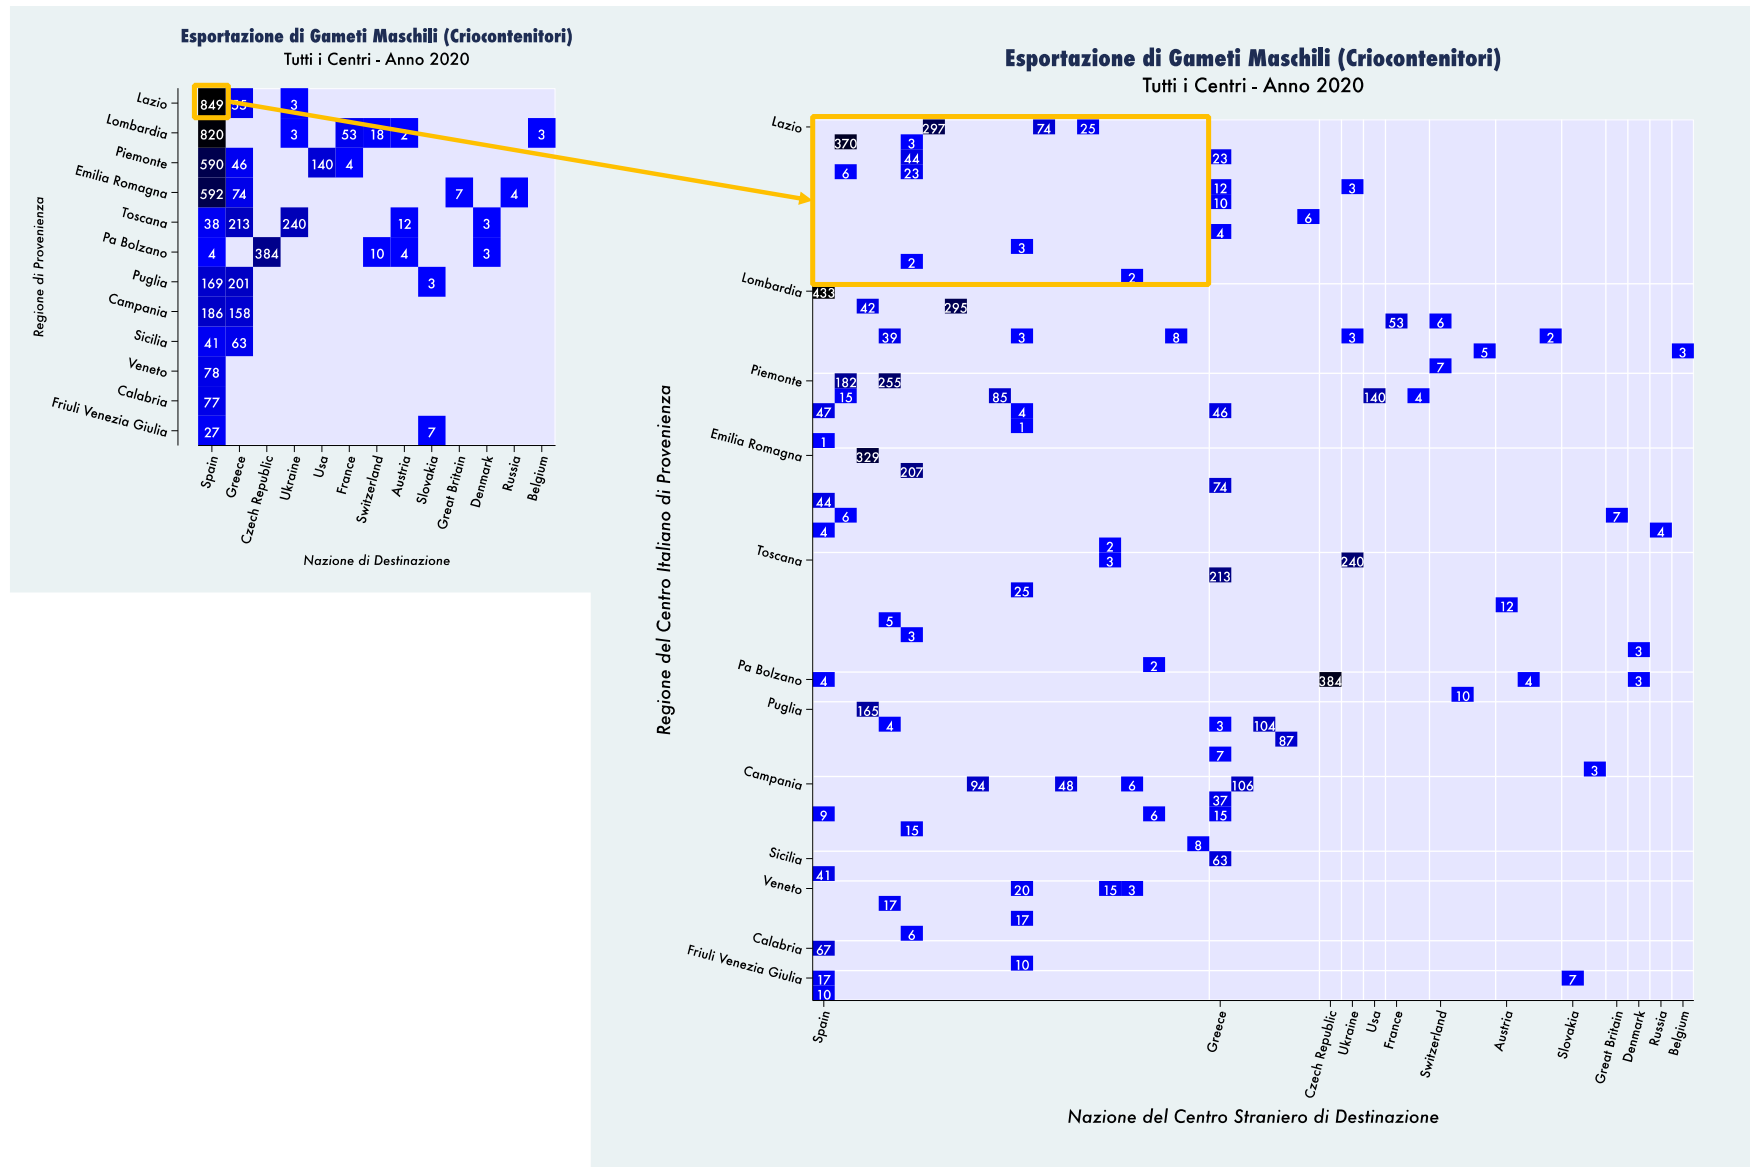 Esportazione di Gameti Maschili (Criocontenitori)
Tutti i Centri - Anno 2020
Regione di Provenienza
Lazio 849 55 3
Lombardia 820 3 53 18 2 3
Piemonte 590 46 140 4
Emilia Romagna 592 74 7 4
Toscana 38 213 240 12 3
Pa Bolzano 4 384 10 4 3
Puglia 169 201 3
Campania 186 158
Sicilia 41 63
Veneto 78
Calabria 77
Friuli Venezia Giulia 27 7
Spain Greece Czech Republic Ukraine Usa France Switzerland Austria Slovakia Great Britain Denmark Russia Belgium
Nazione di Destinazione
Esportazione di Gameti Maschili (Criocontenitori)
Tutti i Centri - Anno 2020
Regione del Centro Italiano di Provenienza
Lazio 297 74 25
370 3
44 23
6 23
12 3
10
6
4
3
2
2
Lombardia 433
42 295
53 6
39 3 8 3 2
5 3
7
Piemonte 182 255
15 85 140 4
47 4 46
1
1
Emilia Romagna 329
207
74
44
6 7
4 4
2
Toscana 3 240
213
25
12
5
3
3
2
Pa Bolzano 4 384 4 3
10
Puglia 165
4 3 104
87
7
3
Campania 94 48 6 106
37
9 6 15
15
8
Sicilia 63
41
Veneto 20 15 3
17
17
6
Calabria 67
10
Friuli Venezia Giulia 17 7
10
Spain Greece Czech Republic Ukraine Usa France Switzerland Austria Slovakia Great Britain Denmark Russia Belgium
Nazione del Centro Straniero di Destinazione